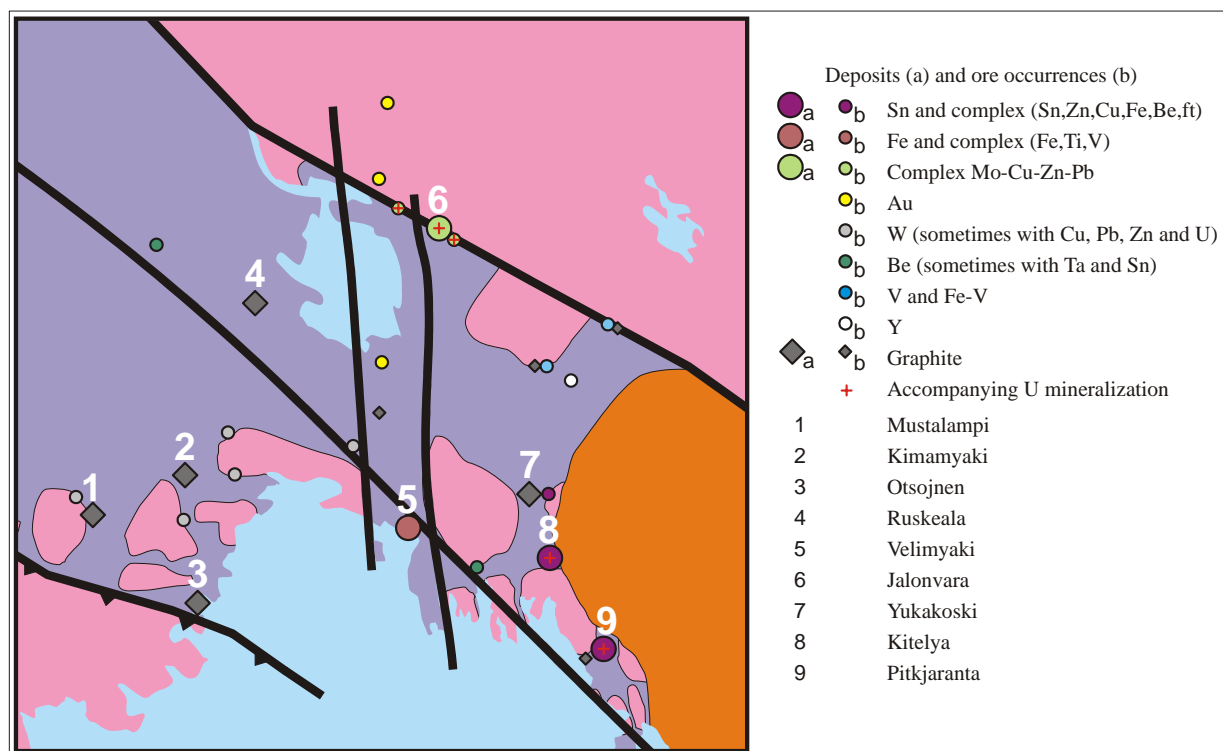 Deposits (a) and ore occurrences (b)
a b Sn and complex (Sn,Zn,Cu,Fe,Be,ft)
a b Fe and complex (Fe,Ti,V)
a b Complex Mo-Cu-Zn-Pb
b Au
b W (sometimes with Cu, Pb, Zn and U)
b Be (sometimes with Ta and Sn)
b V and Fe-V
b Y
a b Graphite
Accompanying U mineralization
1 Mustalampi
2 Kimamyaki
3 Otsojnen
4 Ruskeala
5 Velimyaki
6 Jalonvara
7 Yukakoski
8 Kitelya
9 Pitkjaranta
6
4
2
7
1
5
8
3
9